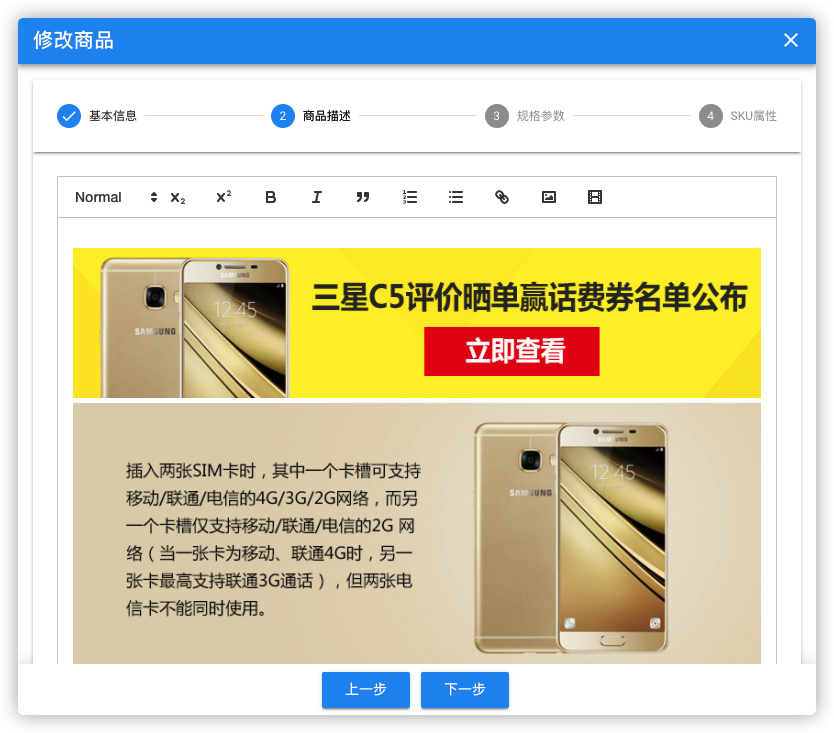 修改商品
基本信息
2 商品描述
3 规格参数
4 SKU属性
Normal
SAMSUNG
12:45
SAMSUNG
三星C5评价晒单赢话费券名单公布
立即查看
插入两张SIM卡时，其中一个卡槽可支持
移动/联通/电信的4G/3G/2G网络，而另
一个卡槽仅支持移动/联通/电信的2G 网
络（当一张卡为移动、联通4G时，另一
张卡最高支持联通3G通话），但两张电
信卡不能同时使用。
SAMSUNG
12:45
SAMSUNG
上一步
下一步